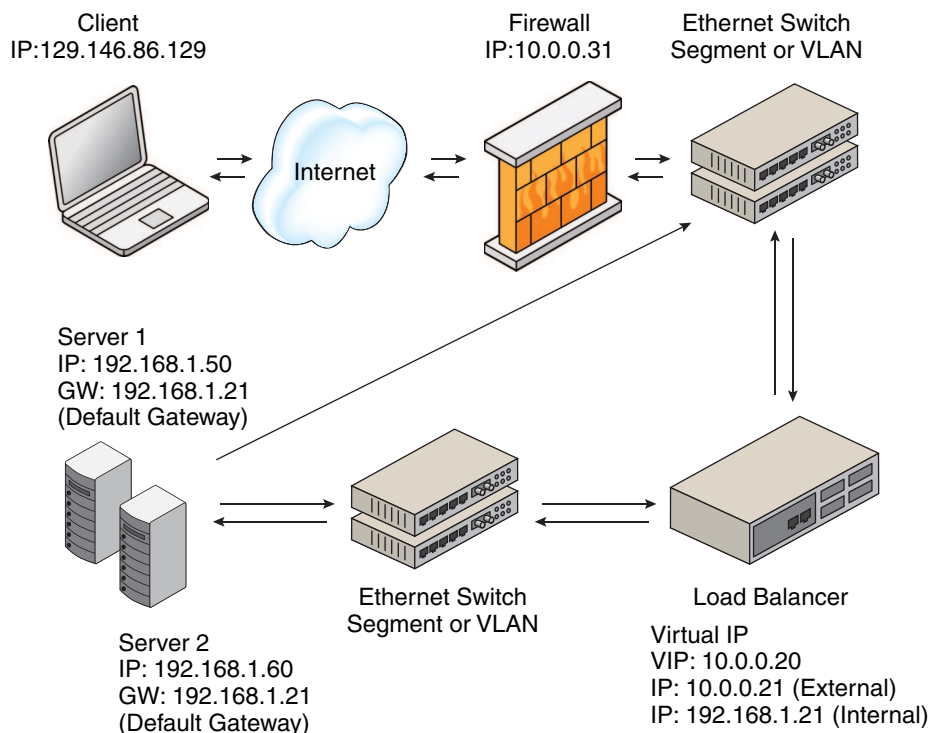 Client
IP:129.146.86.129
Firewall
IP:10.0.0.31
Ethernet Switch
Segment or VLAN
Internet
Server 1
IP: 192.168.1.50
GW: 192.168.1.21
(Default Gateway)
Ethernet Switch
Segment or VLAN
Load Balancer
Server 2
IP: 192.168.1.60
GW: 192.168.1.21
(Default Gateway)
Virtual IP
VIP: 10.0.0.20
IP: 10.0.0.21 (External)
IP: 192.168.1.21 (Internal)